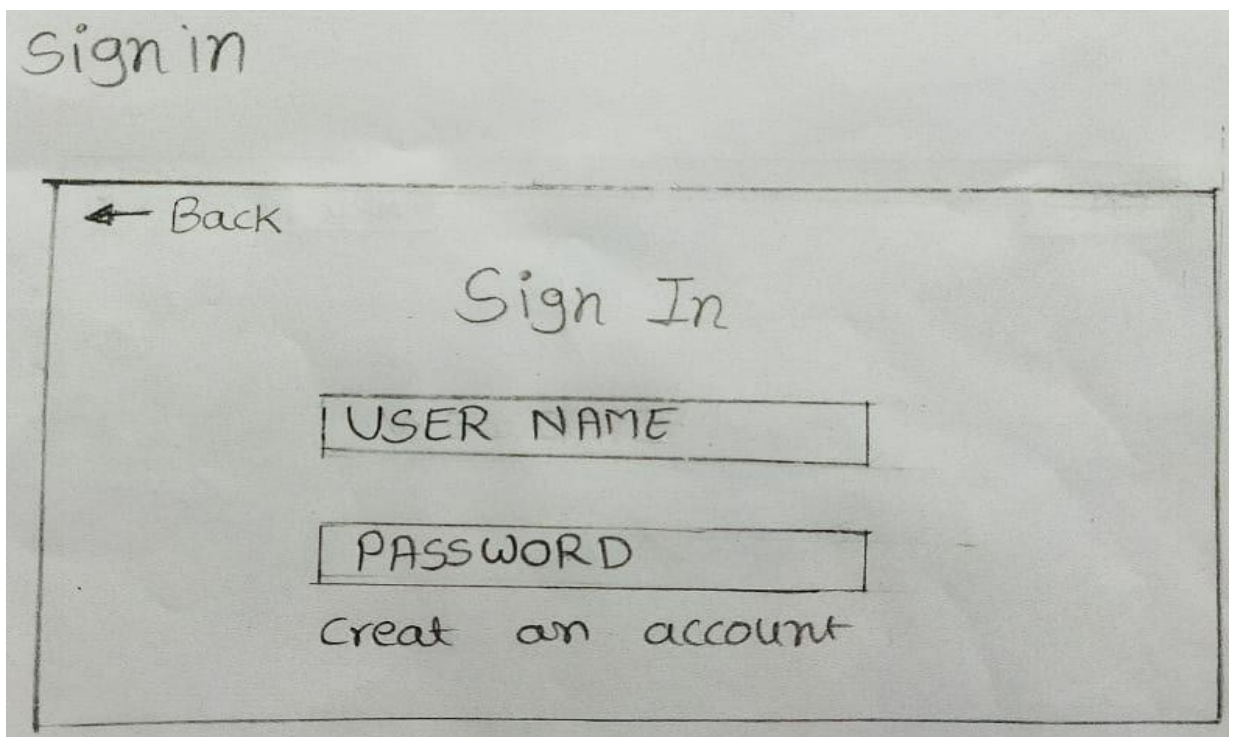 Sign in
← Back
Sign In
USER NAME
PASSWORD
creat an account